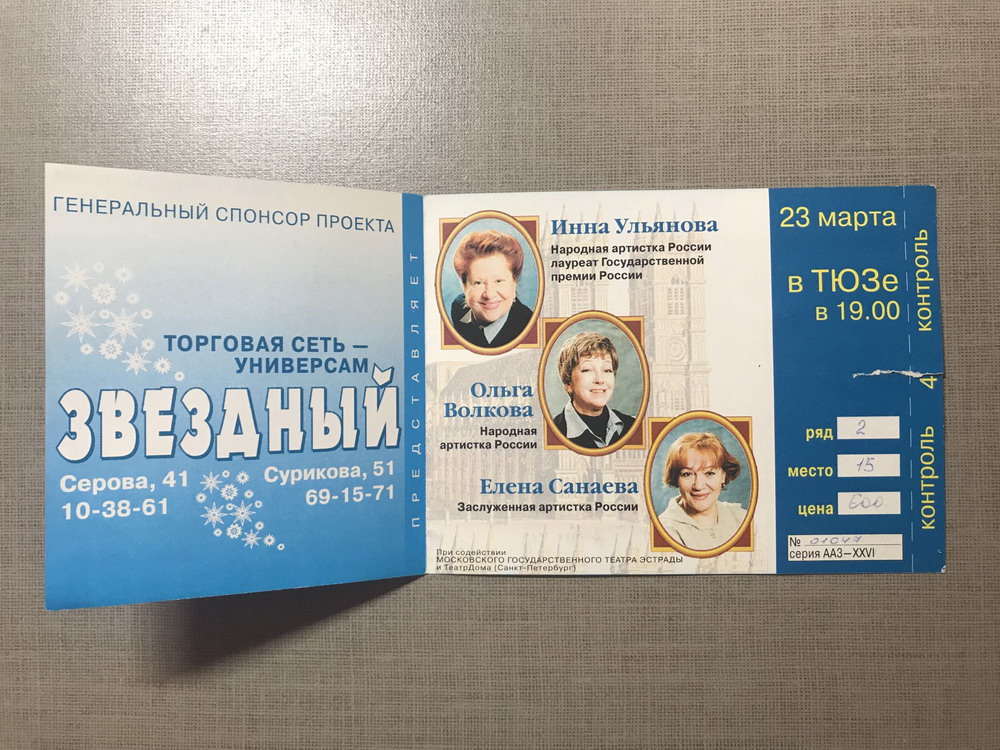 ГЕНЕРАЛЬНЫЙ СПОНСОР ПРОЕКТА
ТОРГОВАЯ СЕТЬ –
УНИВЕРСАМ
ЗВЕЗДНЫЙ
Серова, 41
10-38-61
Сурикова, 51
69-15-71
ПРЕДСТАВЛЯЕТ
Инна Ульянова
Народная артистка России
лауреат Государственной
премии России
Ольга
Волкова
Народная
артистка России
Елена Санаева
Заслуженная артистка России
При содействии
МОСКОВСКОГО ГОСУДАРСТВЕННОГО ТЕАТРА ЭСТРАДЫ
и ТеатрДома (Санкт-Петербург)
23 марта
в ТЮЗе
в 19.00
ряд 2
место 15
цена 600
№ 01047
серия ААЗ–XXVI
контроль
4
контроль